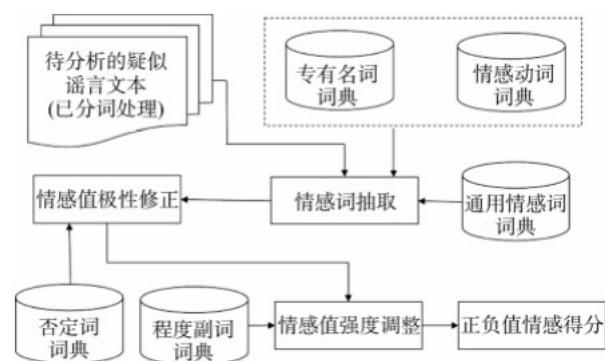 待分析的疑似
谣言文本
(已分词处理)
专有名词
词典
情感动词
词典
情感值极性修正
情感词抽取
通用情感词
词典
否定词
词典
程度副词
词典
情感值强度调整
正负值情感得分